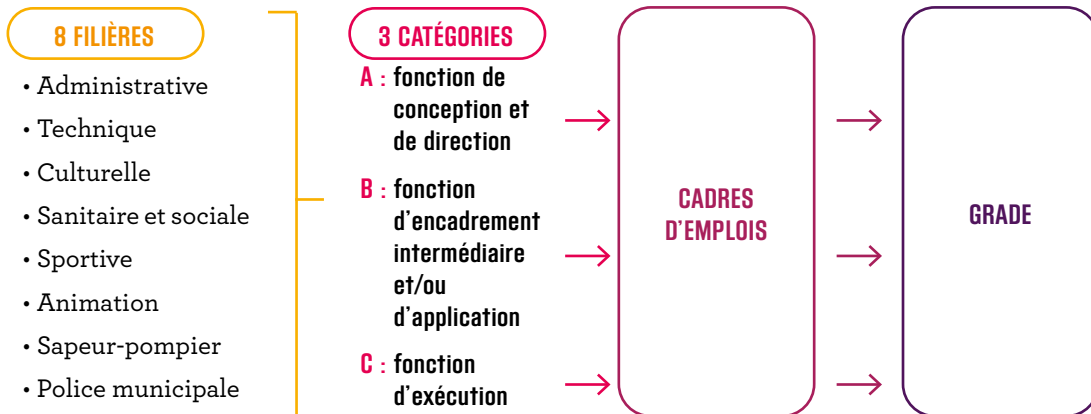 8 FILIÈRES
• Administrative
• Technique
• Culturelle
• Sanitaire et sociale
• Sportive
• Animation
• Sapeur-pompier
• Police municipale
3 CATÉGORIES
A : fonction de
conception et
de direction
B : fonction
d’encadrement
intermédiaire
et/ou
d’application
C : fonction
d’exécution
CADRES
D’EMPLOIS
GRADE